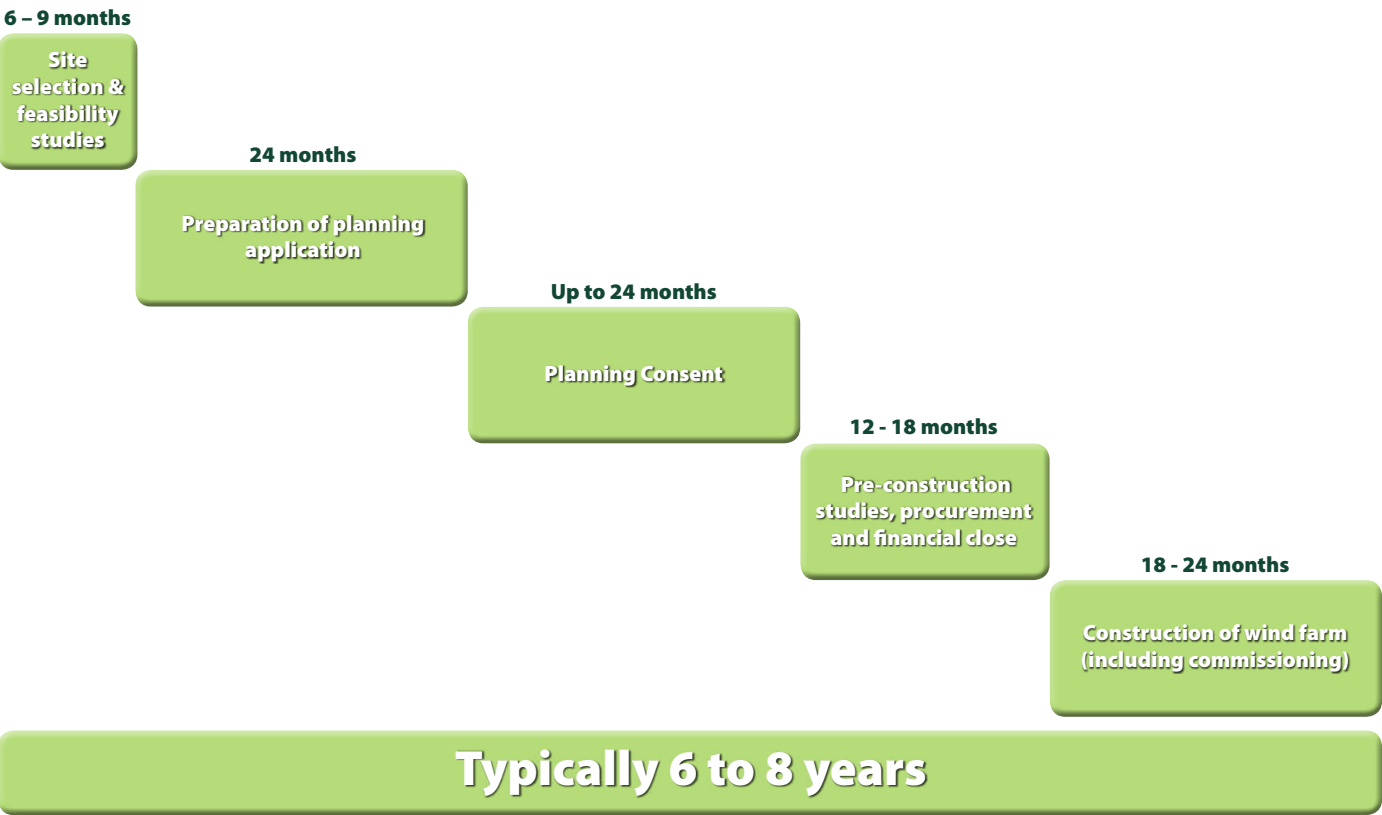 6 – 9 months
Site
selection &
feasibility
studies
24 months
Preparation of planning
application
Up to 24 months
Planning Consent
12 - 18 months
Pre-construction
studies, procurement
and financial close
18 - 24 months
Construction of wind farm
(including commissioning)
Typically 6 to 8 years